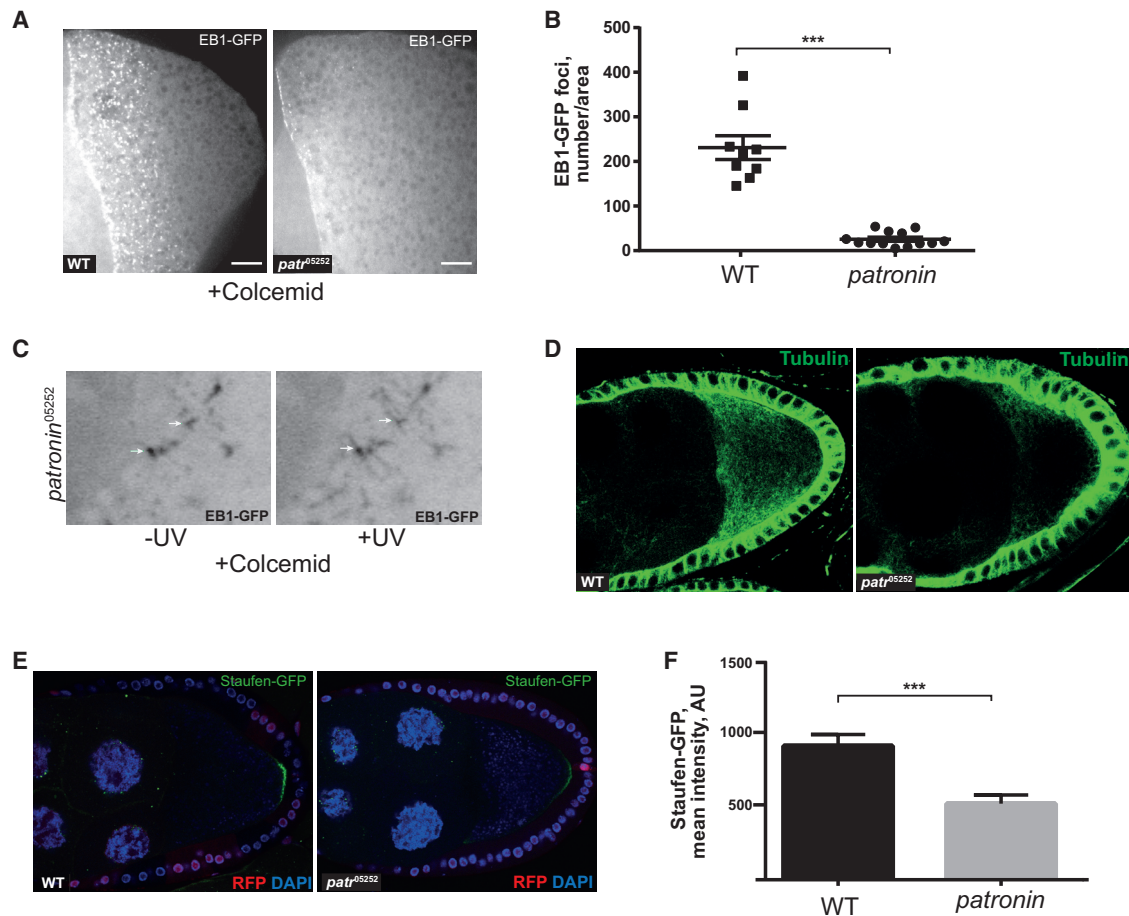 A
EB1-GFP
WT
EB1-GFP
patr⁰⁵²⁵²
+Colcemid
B
EB1-GFP foci,
number/area
500
400
300
200
100
0
***
WT
patronin
C
patronin⁰⁵²⁵²
EB1-GFP
EB1-GFP
-UV
+UV
+Colcemid
D
Tubulin
WT
Tubulin
patr⁰⁵²⁵²
E
Staufen-GFP
WT
RFP DAPI
Staufen-GFP
patr⁰⁵²⁵²
RFP DAPI
F
Staufen-GFP,
mean intensity, AU
1500
1000
500
***
WT
patronin